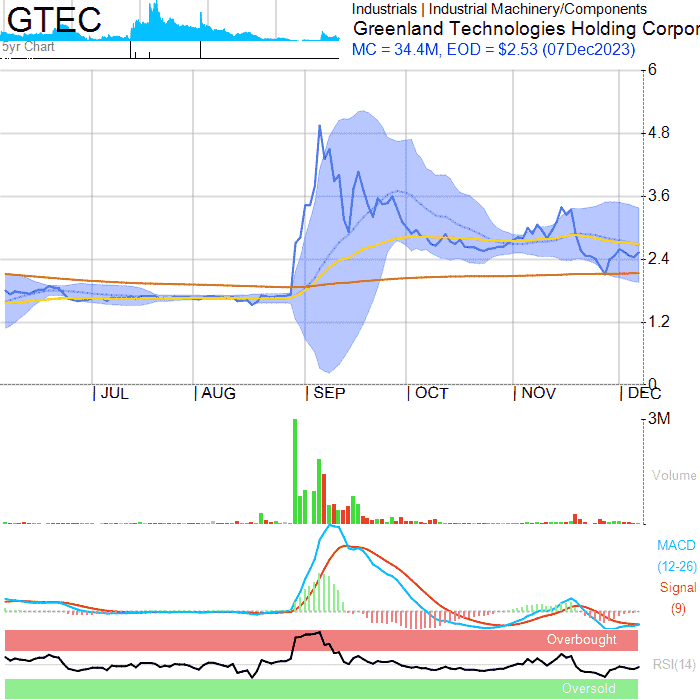 GTEC
5yr Chart
Industrials | Industrial Machinery/Components
Greenland Technologies Holding Corpor
MC = 34.4M, EOD = $2.53 (07Dec2023)
6
4.8
3.6
2.4
1.2
0
JUL
AUG
SEP
OCT
NOV
DEC
3M
Volume
MACD
(12-26)
Signal
(9)
Overbought
RSI(14)
Oversold